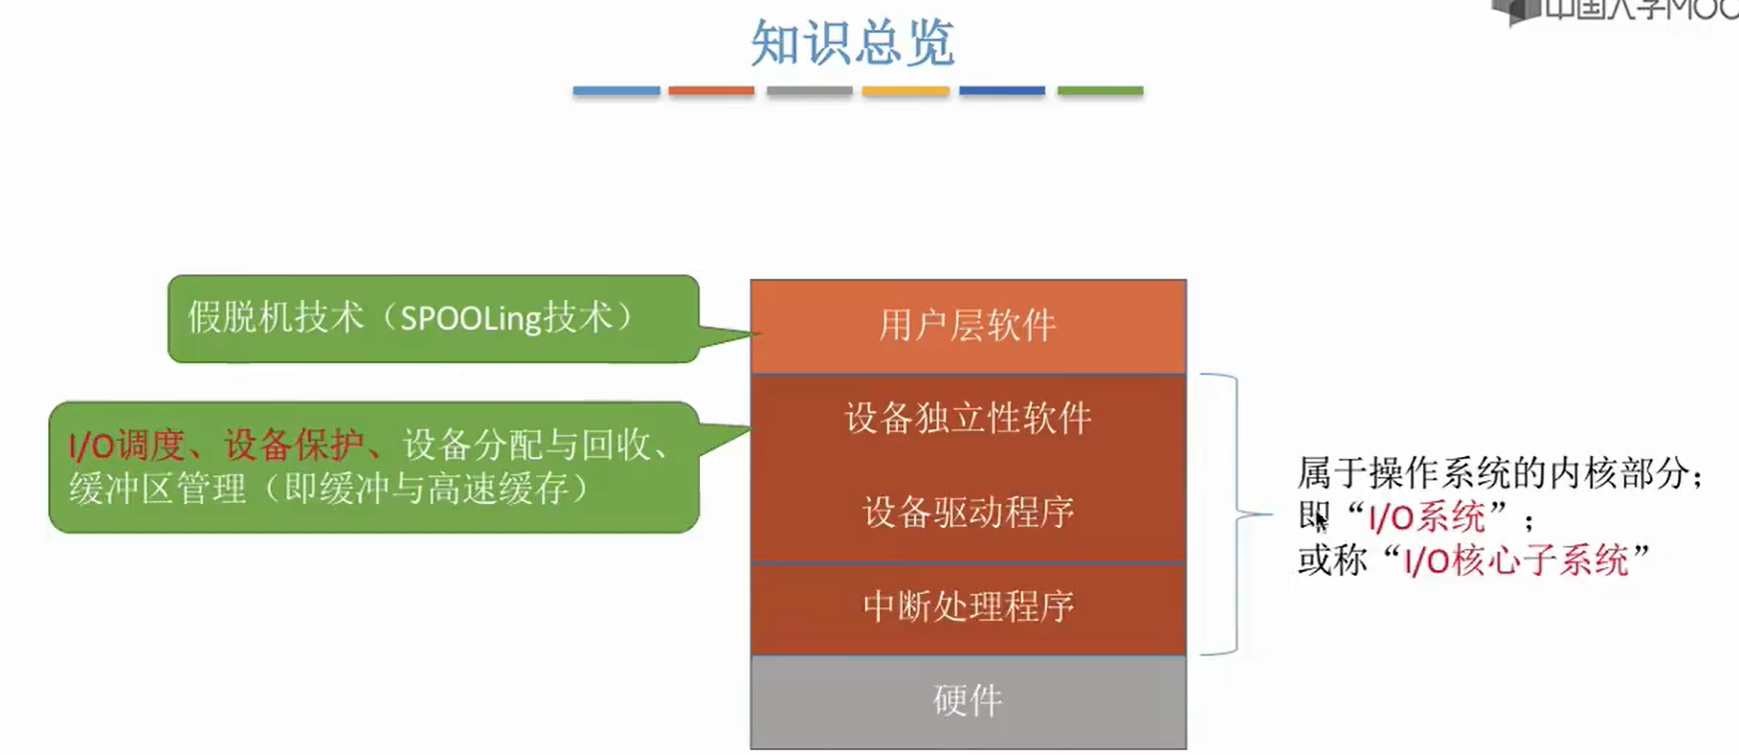 中国大学MOO
知识总览
假脱机技术（SPOOLing技术）
用户层软件
I/O调度、设备保护、设备分配与回收、
缓冲区管理（即缓冲与高速缓存）
设备独立性软件
设备驱动程序
中断处理程序
硬件
属于操作系统的内核部分；
即“I/O系统”；
或称“I/O核心子系统”